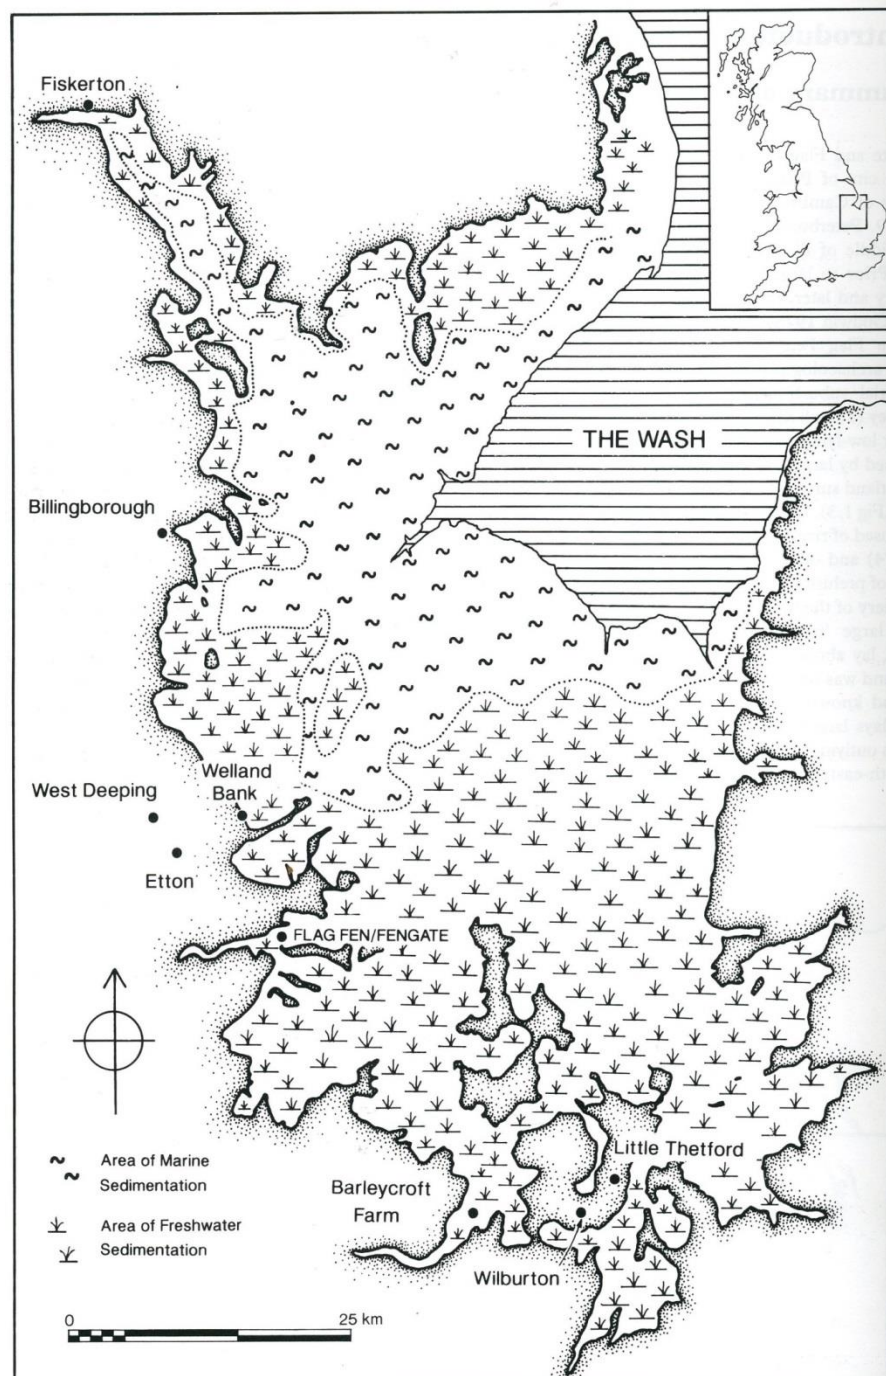 Fiskerton
THE WASH
Billingborough
Welland
Bank
West Deeping
Etton
FLAG FEN/FENGATE
Little Thetford
Barleycroft
Farm
Wilburton
Area of Marine
Sedimentation
Area of Freshwater
Sedimentation
0
25 km